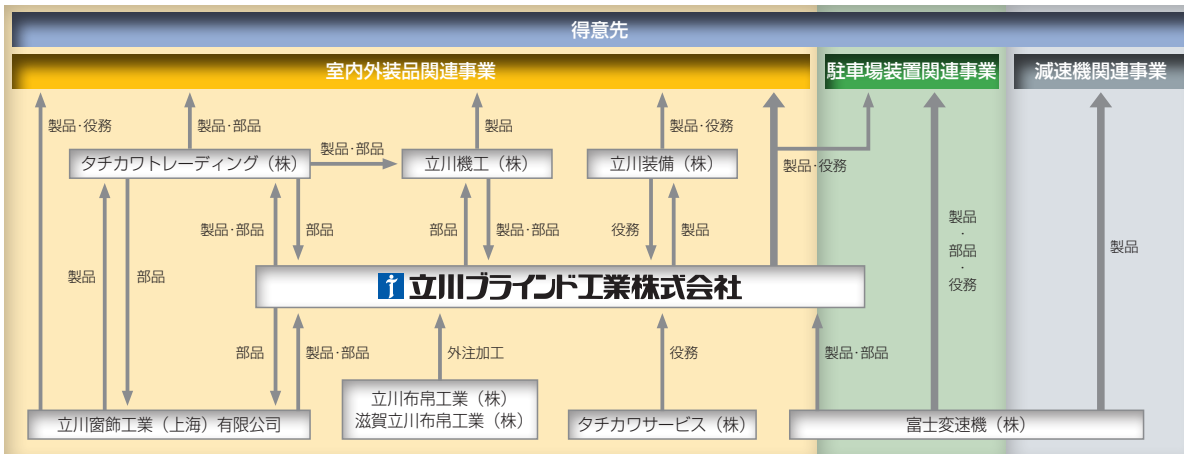 得意先
室内外装品関連事業
駐車場装置関連事業
減速機関連事業
製品・役務
製品・部品
製品
製品・役務
製品・部品
タチカワトレーディング（株）
立川機工（株）
立川装備（株）
製品・役務
製品・部品
部品
部品
製品・部品
役務
製品
製品・部品・役務
製品
製品
部品
立川ブラインド工業株式会社
部品
製品・部品
外注加工
役務
製品・部品
立川窓飾工業（上海）有限公司
立川布帛工業（株）
滋賀立川布帛工業（株）
タチカワサービス（株）
富士変速機（株）